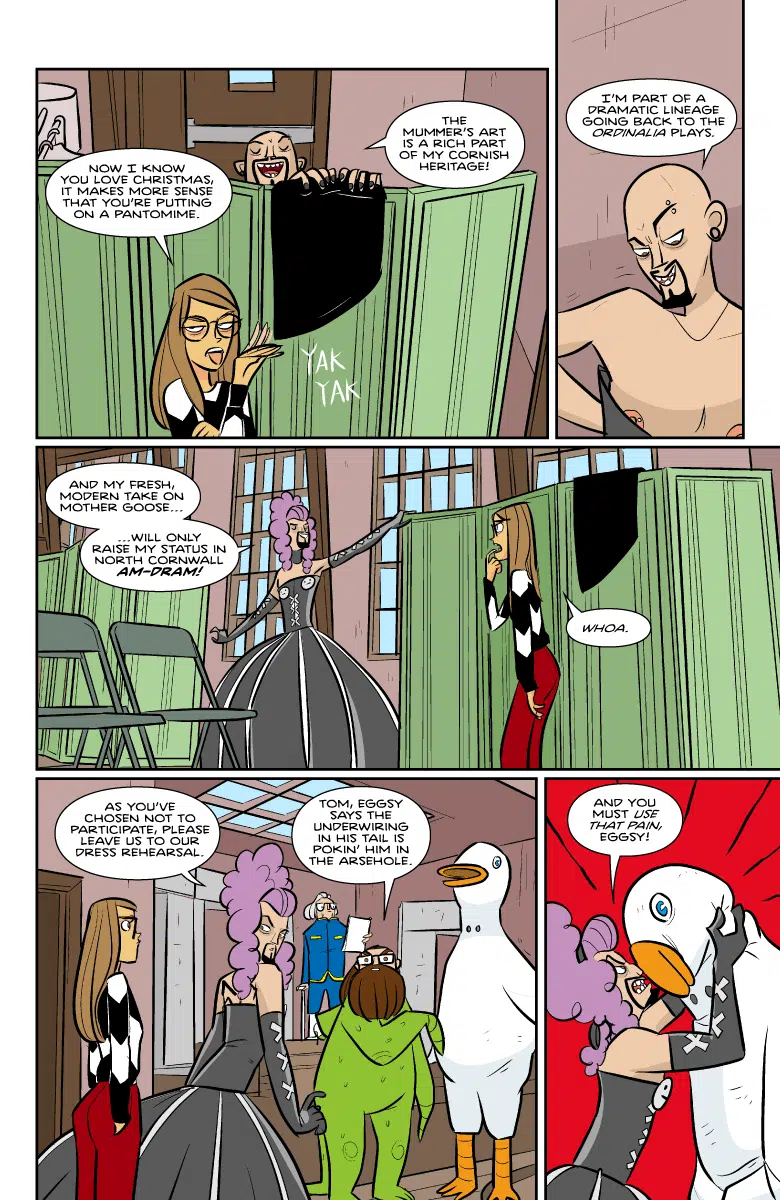 NOW I KNOW
YOU LOVE CHRISTMAS,
IT MAKES MORE SENSE
THAT YOU'RE PUTTING
ON A PANTOMIME.
THE
MUMMER'S ART
IS A RICH PART
OF MY CORNISH
HERITAGE!
YAK
YAK
I'M PART OF A
DRAMATIC LINEAGE
GOING BACK TO THE
ORDINALIA PLAYS.
AND MY FRESH,
MODERN TAKE ON
MOTHER GOOSE...
...WILL ONLY
RAISE MY STATUS IN
NORTH CORNWALL
AM-DRAM!
WHOA.
AS YOU'VE
CHOSEN NOT TO
PARTICIPATE, PLEASE
LEAVE US TO OUR
DRESS REHEARSAL.
TOM, EGGSY
SAYS THE
UNDERWIRING
IN HIS TAIL IS
POKIN' HIM IN
THE ARSEHOLE.
AND YOU
MUST USE
THAT PAIN,
EGGSY!